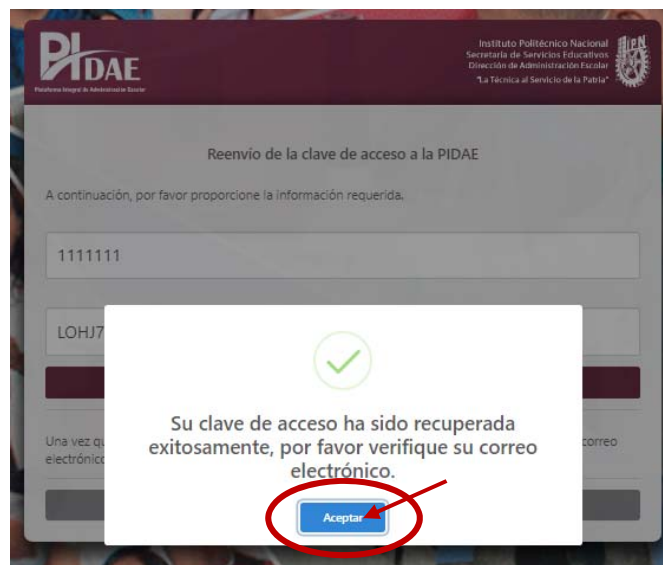 PIDAE
Plataforma Integral de Administración Escolar
Instituto Politécnico Nacional
Secretaría de Servicios Educativos
Dirección de Administración Escolar
"La Técnica al Servicio de la Patria"
IPN
Reenvío de la clave de acceso a la PIDAE
A continuación, por favor proporcione la información requerida.
1111111
LOHJ7
Su clave de acceso ha sido recuperada
exitosamente, por favor verifique su correo
electrónico.
Una vez qu
correo
electrónico
Aceptar